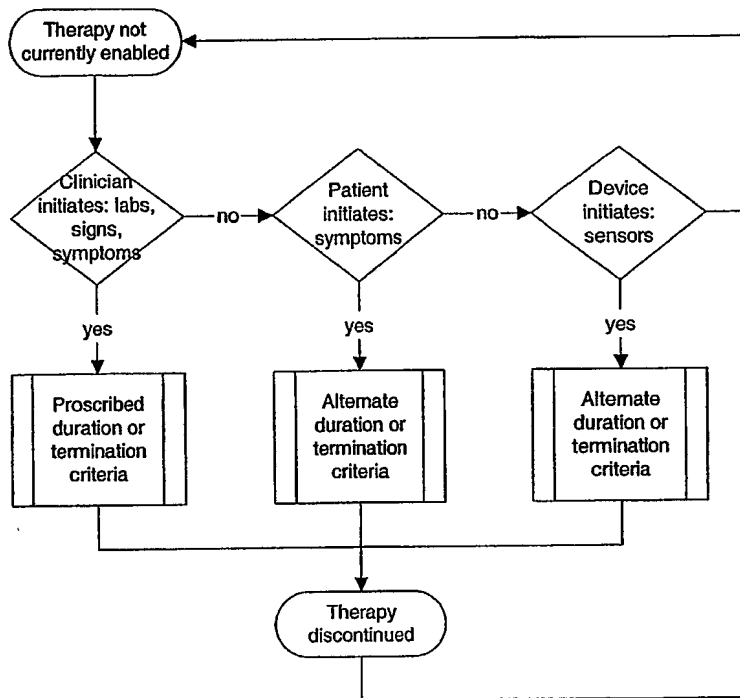 Therapy not
currently enabled
Clinician
initiates: labs,
signs,
symptoms
no
Patient
initiates:
symptoms
no
Device
initiates:
sensors
yes
yes
yes
Proscribed
duration or
termination
criteria
Alternate
duration or
termination
criteria
Alternate
duration or
termination
criteria
Therapy
discontinued